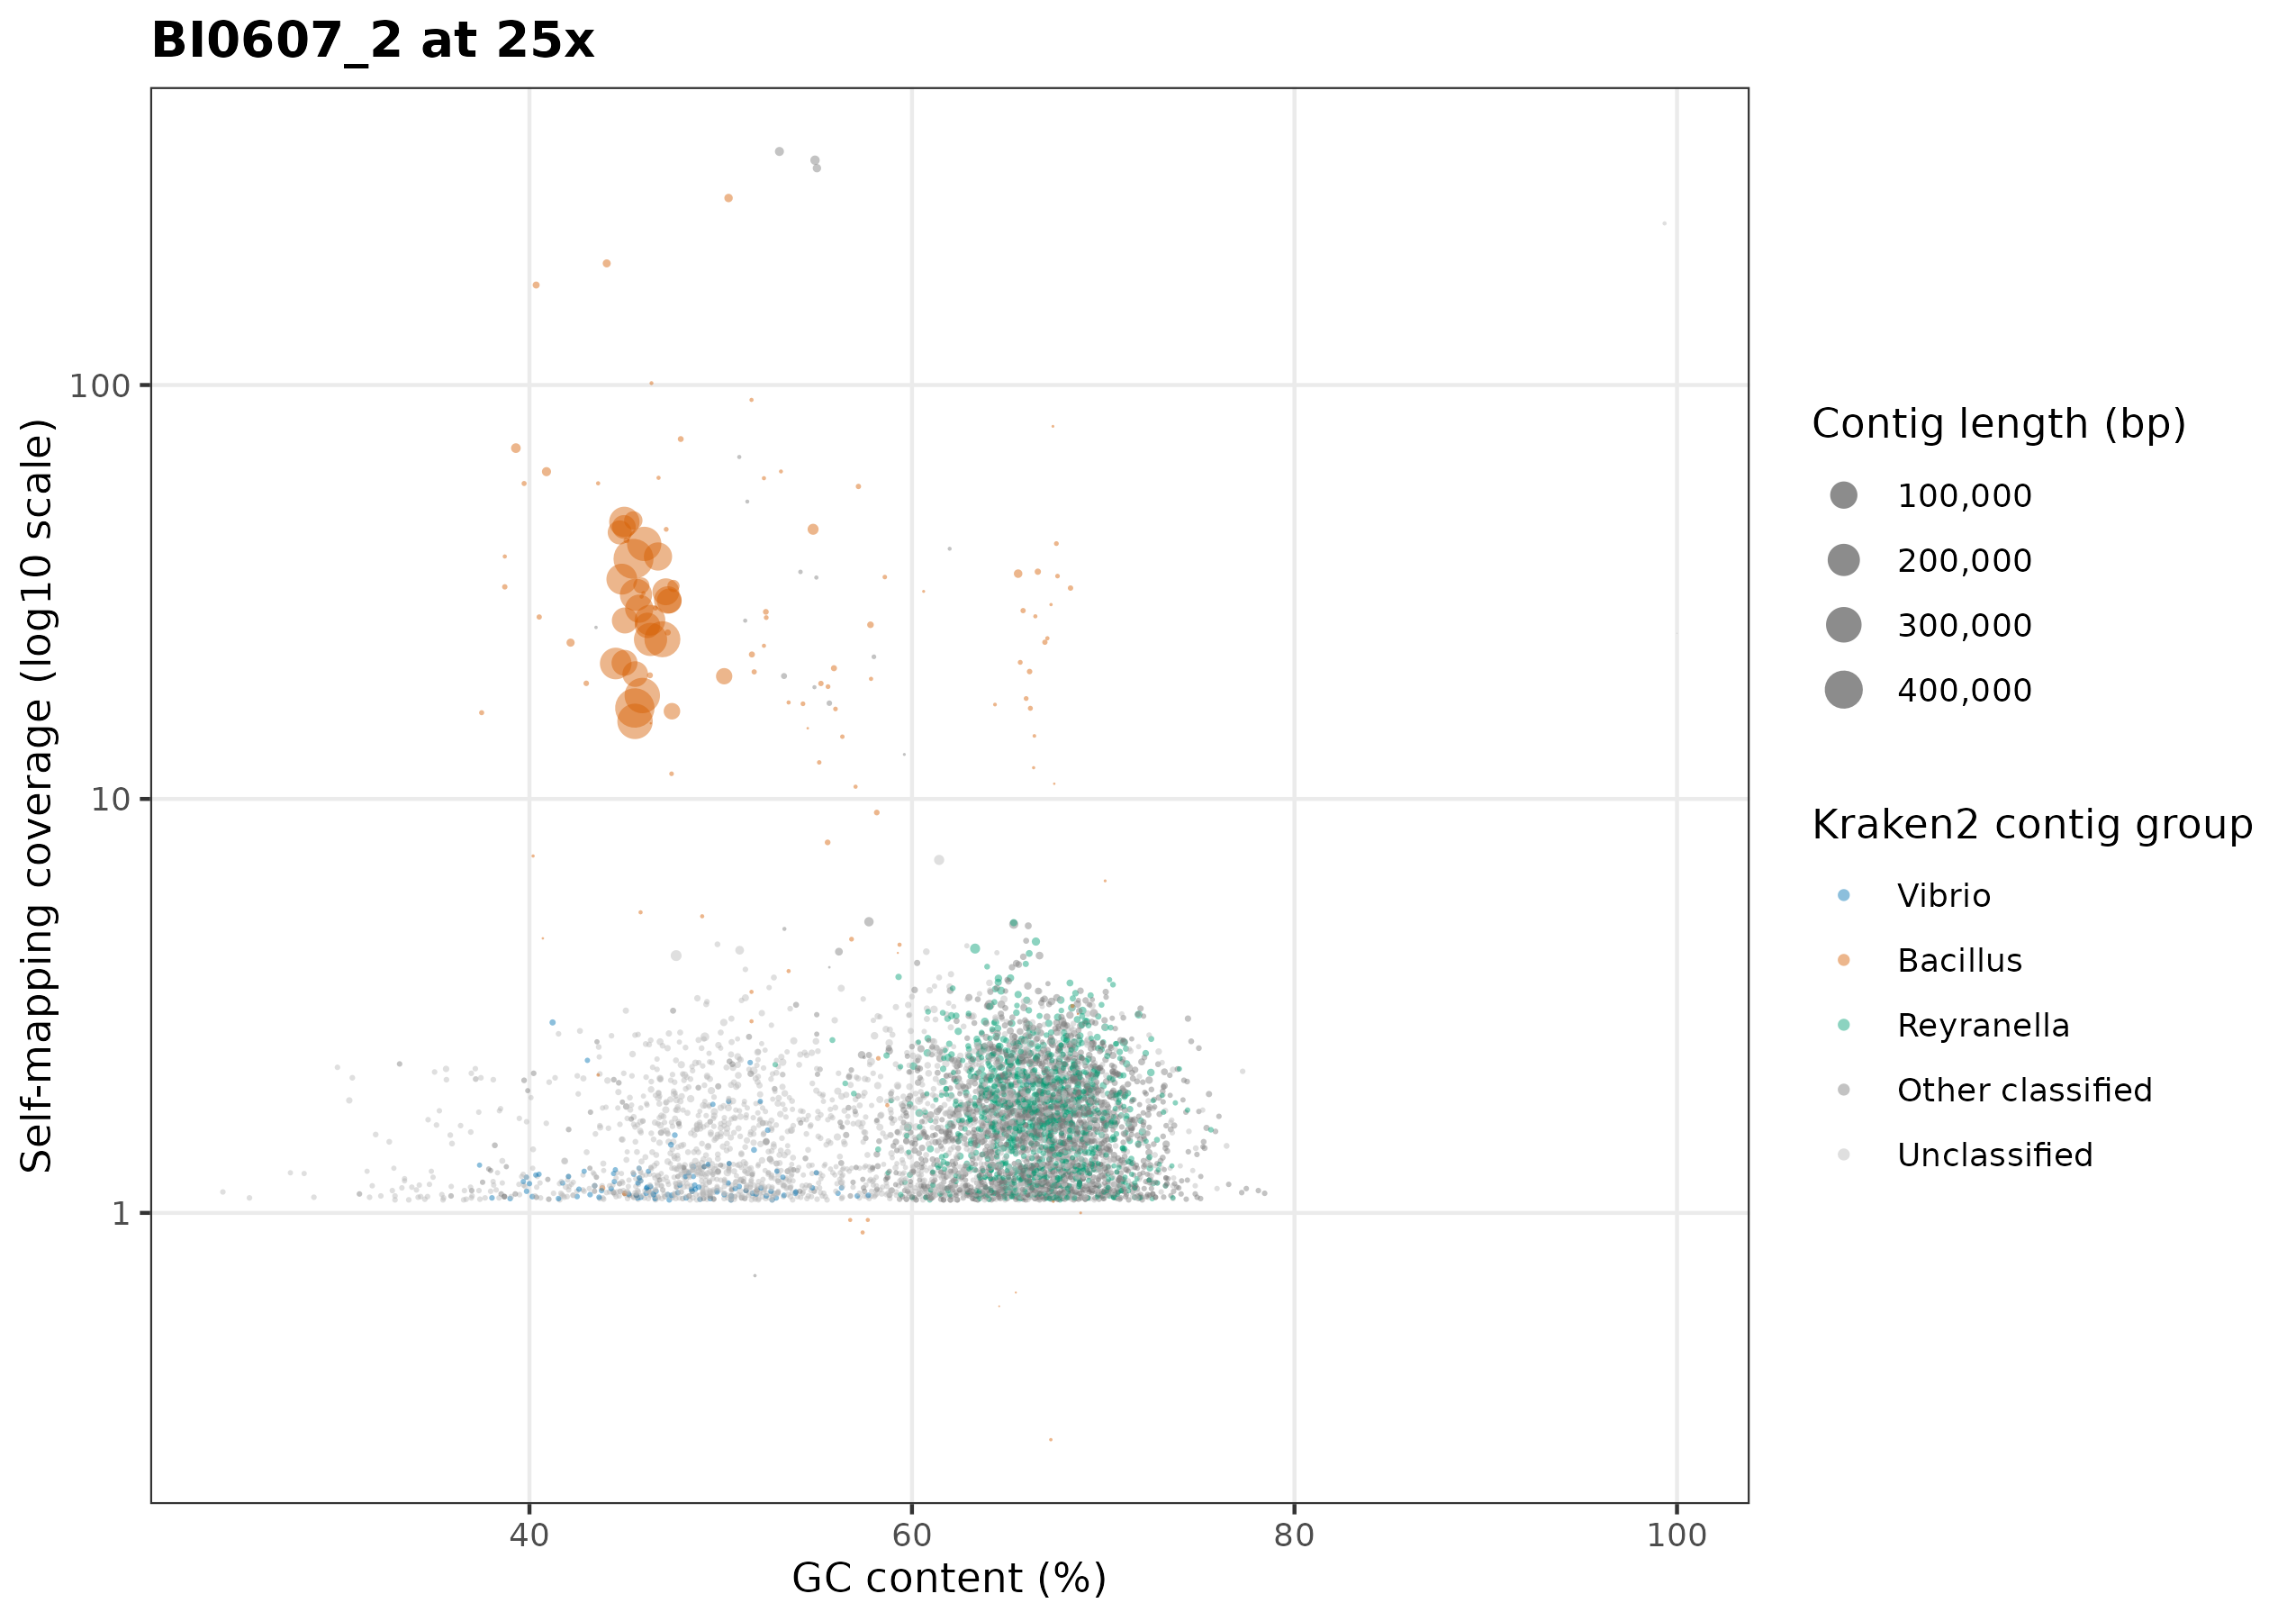 BI0607_2 at 25x
Self-mapping coverage (log10 scale)
100
10
1
40
60
80
100
GC content (%)
Contig length (bp)
100,000
200,000
300,000
400,000
Kraken2 contig group
Vibrio
Bacillus
Reyranella
Other classified
Unclassified